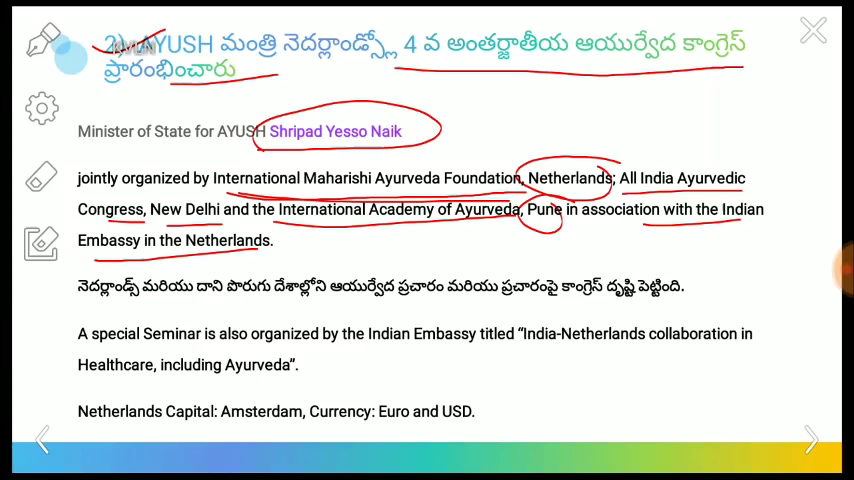 2) AYUSH మంత్రి నెదర్లాండ్స్లో 4 వ అంతర్జాతీయ ఆయుర్వేద కాంగ్రెస్
ప్రారంభించారు
Minister of State for AYUSH Shripad Yesso Naik
jointly organized by International Maharishi Ayurveda Foundation, Netherlands; All India Ayurvedic
Congress, New Delhi and the International Academy of Ayurveda, Pune in association with the Indian
Embassy in the Netherlands.
నెదర్లాండ్స్ మరియు దాని పొరుగు దేశాల్లోని ఆయుర్వేద ప్రచారం మరియు ప్రచారంపై కాంగ్రెస్ దృష్టి పెట్టింది.
A special Seminar is also organized by the Indian Embassy titled “India-Netherlands collaboration in
Healthcare, including Ayurveda”.
Netherlands Capital: Amsterdam, Currency: Euro and USD.